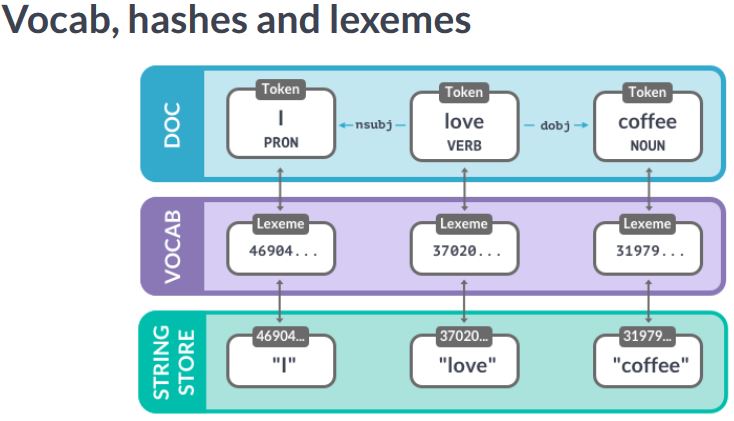 Vocab, hashes and lexemes
DOC
Token
I
PRON
nsubj
Token
love
VERB
dobj
Token
coffee
NOUN
VOCAB
Lexeme
46904...
Lexeme
37020...
Lexeme
31979...
STRING
STORE
46904...
"I"
37020...
"love"
31979...
"coffee"